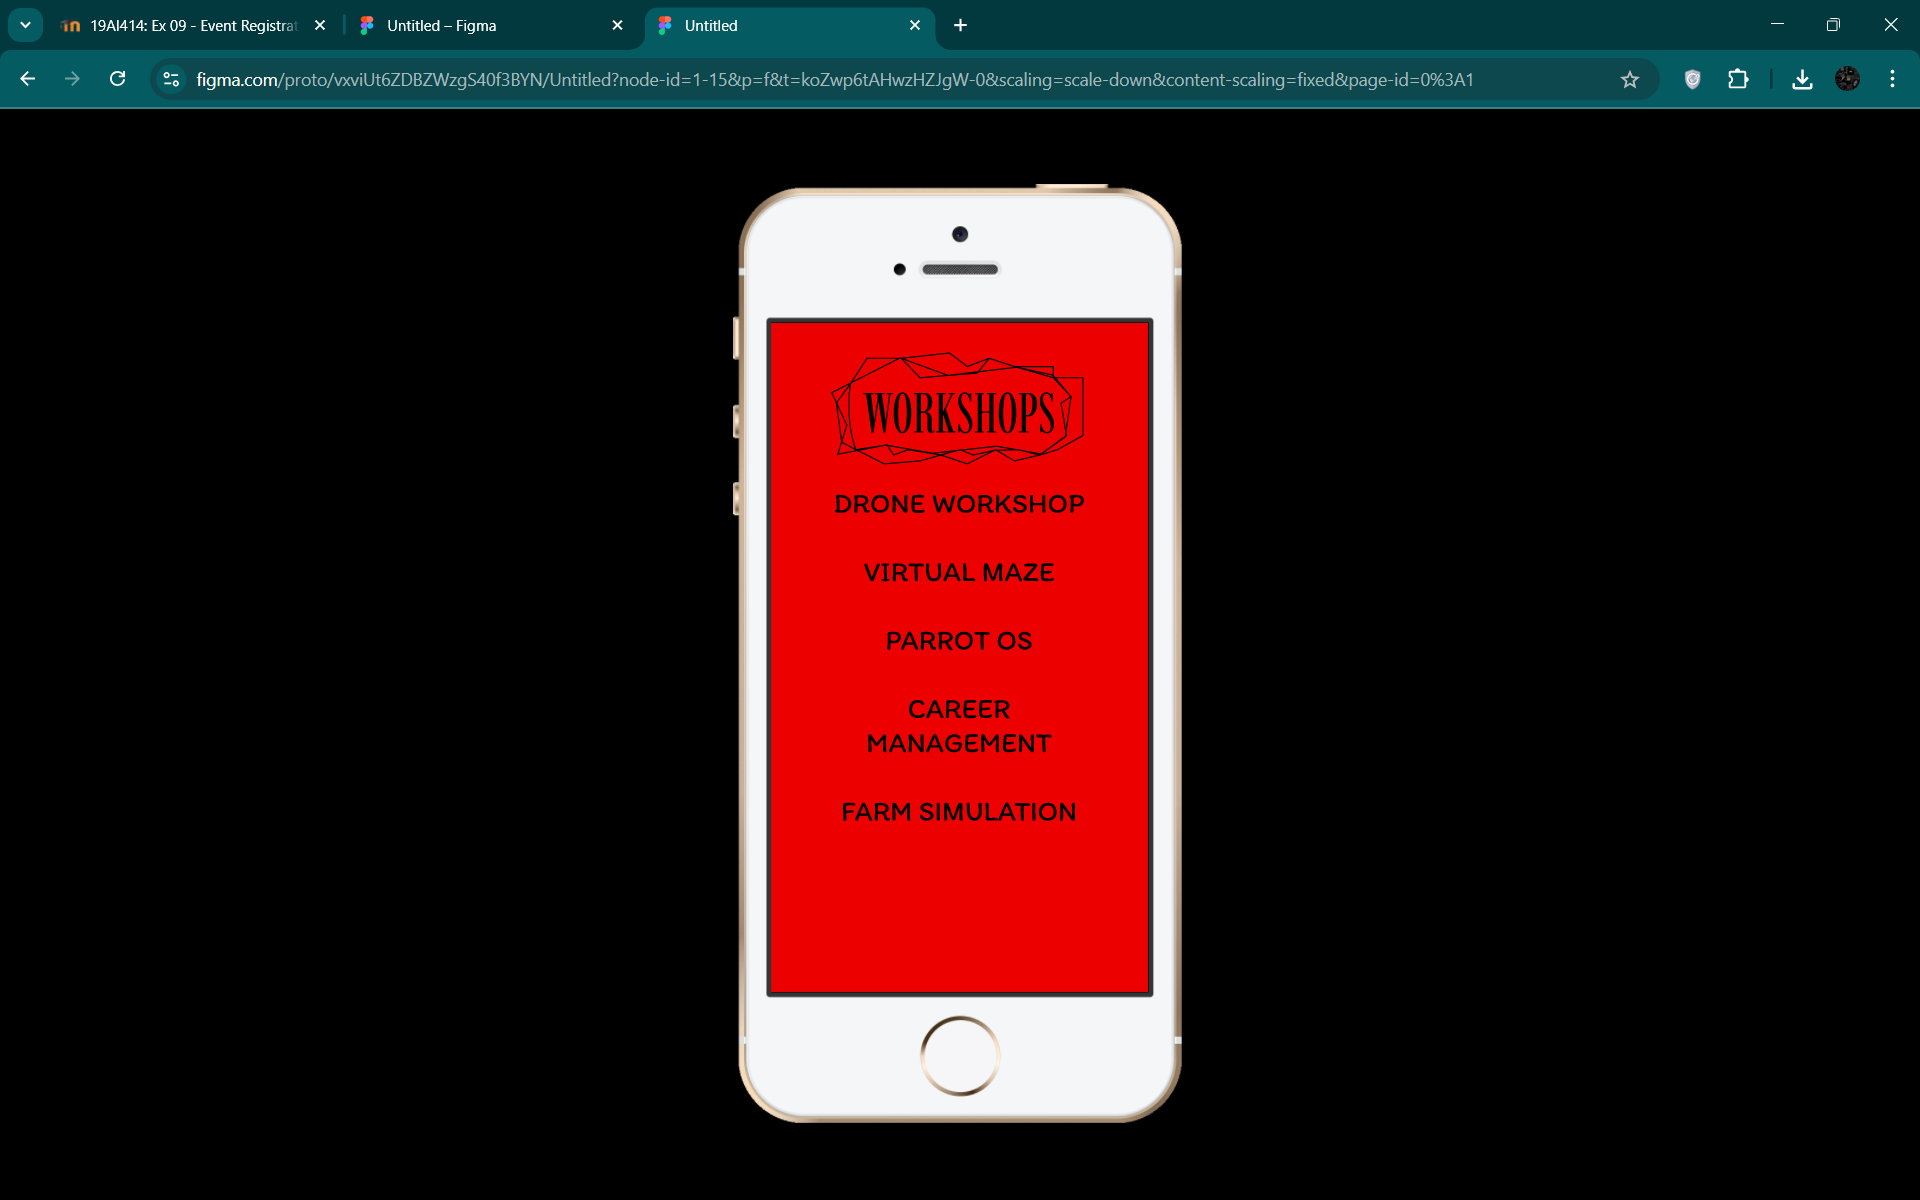 19AI414: Ex 09 - Event Registrat
Untitled – Figma
Untitled
figma.com/proto/vxviUt6ZDBZWzgS40f3BYN/Untitled?node-id=1-15&p=f&t=koZwp6tAHwzHZJgW-0&scaling=scale-down&content-scaling=fixed&page-id=0%3A1
WORKSHOPS
DRONE WORKSHOP
VIRTUAL MAZE
PARROT OS
CAREER
MANAGEMENT
FARM SIMULATION